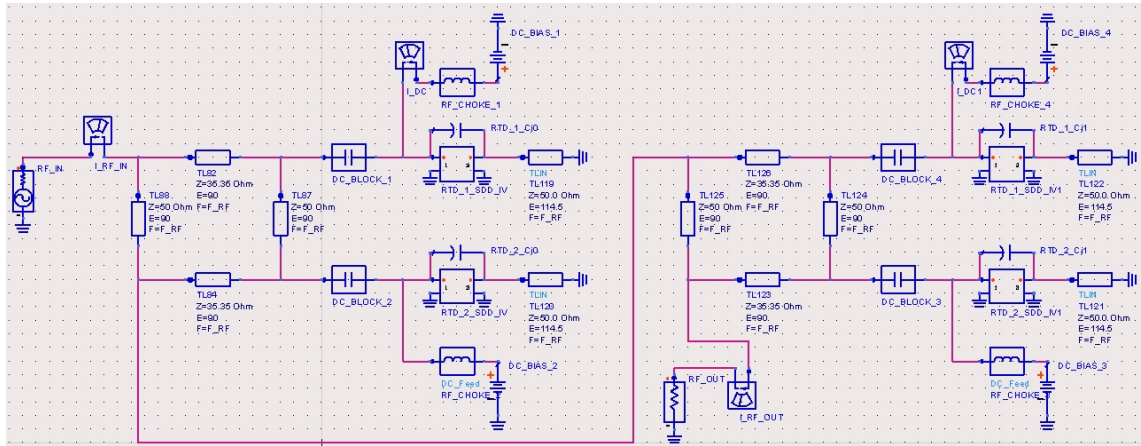 DC_BIAS_1
DC_BIAS_4
I_DC
RF_CHOKE_1
I_DC1
RF_CHOKE_4
RTD_1_Cj0
RTD_1_Cj1
RF_IN
I_RF_IN
TL82
Z=35.35 Ohm
E=90
F=F_RF
DC_BLOCK_1
RTD_1_SDD_IV
TLIN
TL119
Z=50.0 Ohm
E=114.5
F=F_RF
TL126
Z=35.35 Ohm
E=90.
F=F_RF
DC_BLOCK_4
RTD_1_SDD_IV1
TLIN
TL122
Z=50.0 Ohm
E=114.5
F=F_RF
TL88
Z=50 Ohm
E=90
F=F_RF
TL87
Z=50 Ohm
E=90
F=F_RF
TL125
Z=50 Ohm
E=90
F=F_RF
TL124
Z=50 Ohm
E=90
F=F_RF
RTD_2_Cj0
RTD_2_Cj1
TL84
Z=35.35 Ohm
E=90
F=F_RF
DC_BLOCK_2
RTD_2_SDD_IV
TLIN
TL120
Z=50.0 Ohm
E=114.5
F=F_RF
TL123
Z=35.35 Ohm
E=90.
F=F_RF
DC_BLOCK_3
RTD_2_SDD_IV1
TLIN
TL121
Z=50.0 Ohm
E=114.5
F=F_RF
DC_BIAS_2
DC_Feed
RF_CHOKE_2
DC_BIAS_3
DC_Feed
RF_CHOKE_3
RF_OUT
I_RF_OUT